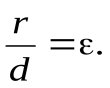 r/d = ε.